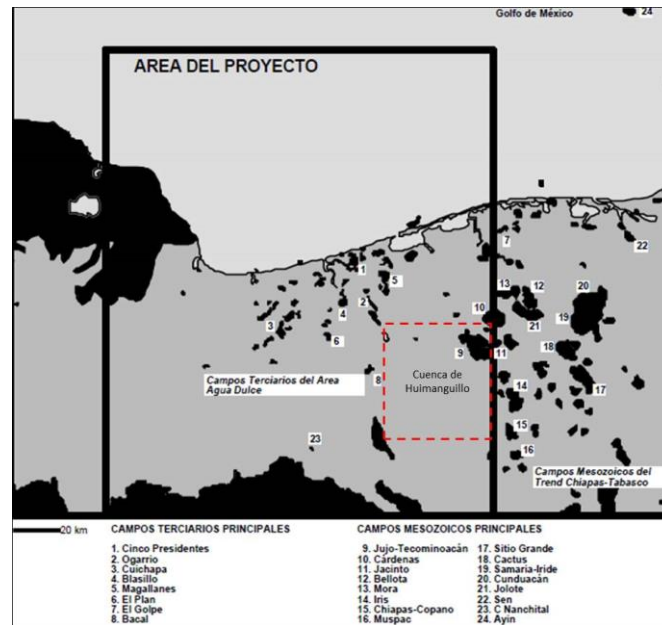 Golfo de México
24
AREA DEL PROYECTO
7
22
1
5
13
12
20
2
10
4
21
19
3
6
9
11
18
Cuenca de
Huimanguillo
8
Campos Terciarios del Area
Agua Dulce
14
17
15
23
16
Campos Mesozoicos del
Trend Chiapas-Tabasco
20 km
CAMPOS TERCIARIOS PRINCIPALES
1. Cinco Presidentes
2. Ogarrio
3. Cuichapa
4. Blasillo
5. Magallanes
6. El Plan
7. El Golpe
8. Bacal
CAMPOS MESOZOICOS PRINCIPALES
9. Jujo-Tecominoacán
10. Cárdenas
11. Jacinto
12. Bellota
13. Mora
14. Iris
15. Chiapas-Copano
16. Muspac
17. Sitio Grande
18. Cactus
19. Samaria-Iride
20. Cunduacán
21. Jolote
22. Sen
23. C Nanchital
24. Ayin